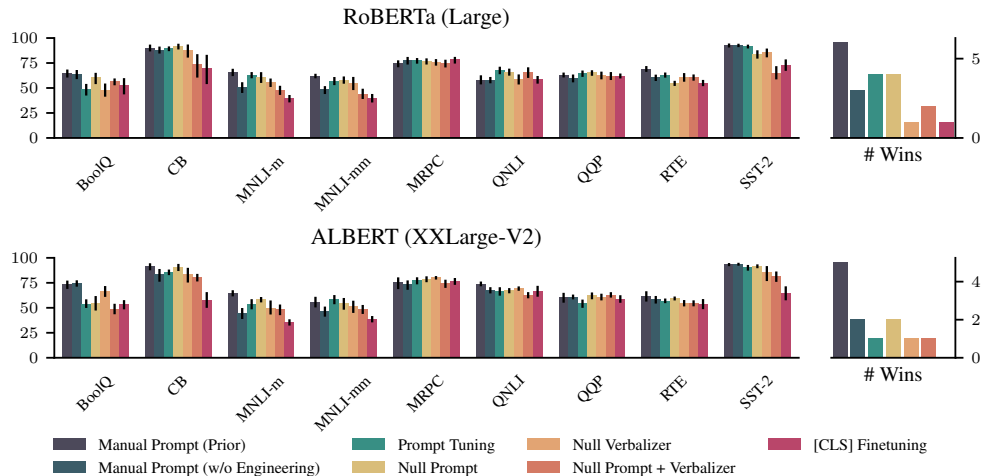 RoBERTa (Large)
100
75
50
25
0
BoolQ
CB
MNLI-m
MNLI-mm
MRPC
QNLI
QQP
RTE
SST-2
5
0
# Wins
ALBERT (XXLarge-V2)
100
75
50
25
0
BoolQ
CB
MNLI-m
MNLI-mm
MRPC
QNLI
QQP
RTE
SST-2
4
2
0
# Wins
Manual Prompt (Prior)
Manual Prompt (w/o Engineering)
Prompt Tuning
Null Prompt
Null Verbalizer
Null Prompt + Verbalizer
[CLS] Finetuning